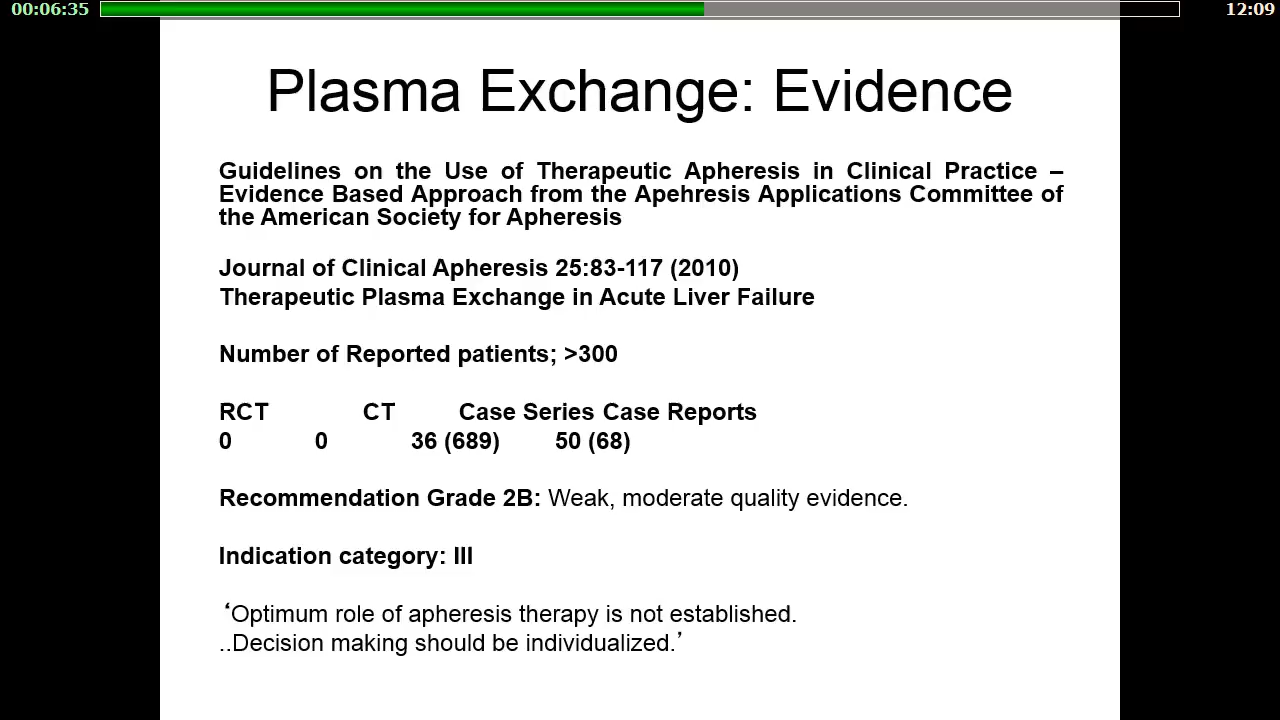 00:06:35
12:09
Plasma Exchange: Evidence
Guidelines on the Use of Therapeutic Apheresis in Clinical Practice –
Evidence Based Approach from the Apehresis Applications Committee of
the American Society for Apheresis
Journal of Clinical Apheresis 25:83-117 (2010)
Therapeutic Plasma Exchange in Acute Liver Failure
Number of Reported patients; >300
RCT CT Case Series Case Reports
0 0 36 (689) 50 (68)
Recommendation Grade 2B: Weak, moderate quality evidence.
Indication category: III
‘Optimum role of apheresis therapy is not established.
..Decision making should be individualized.’